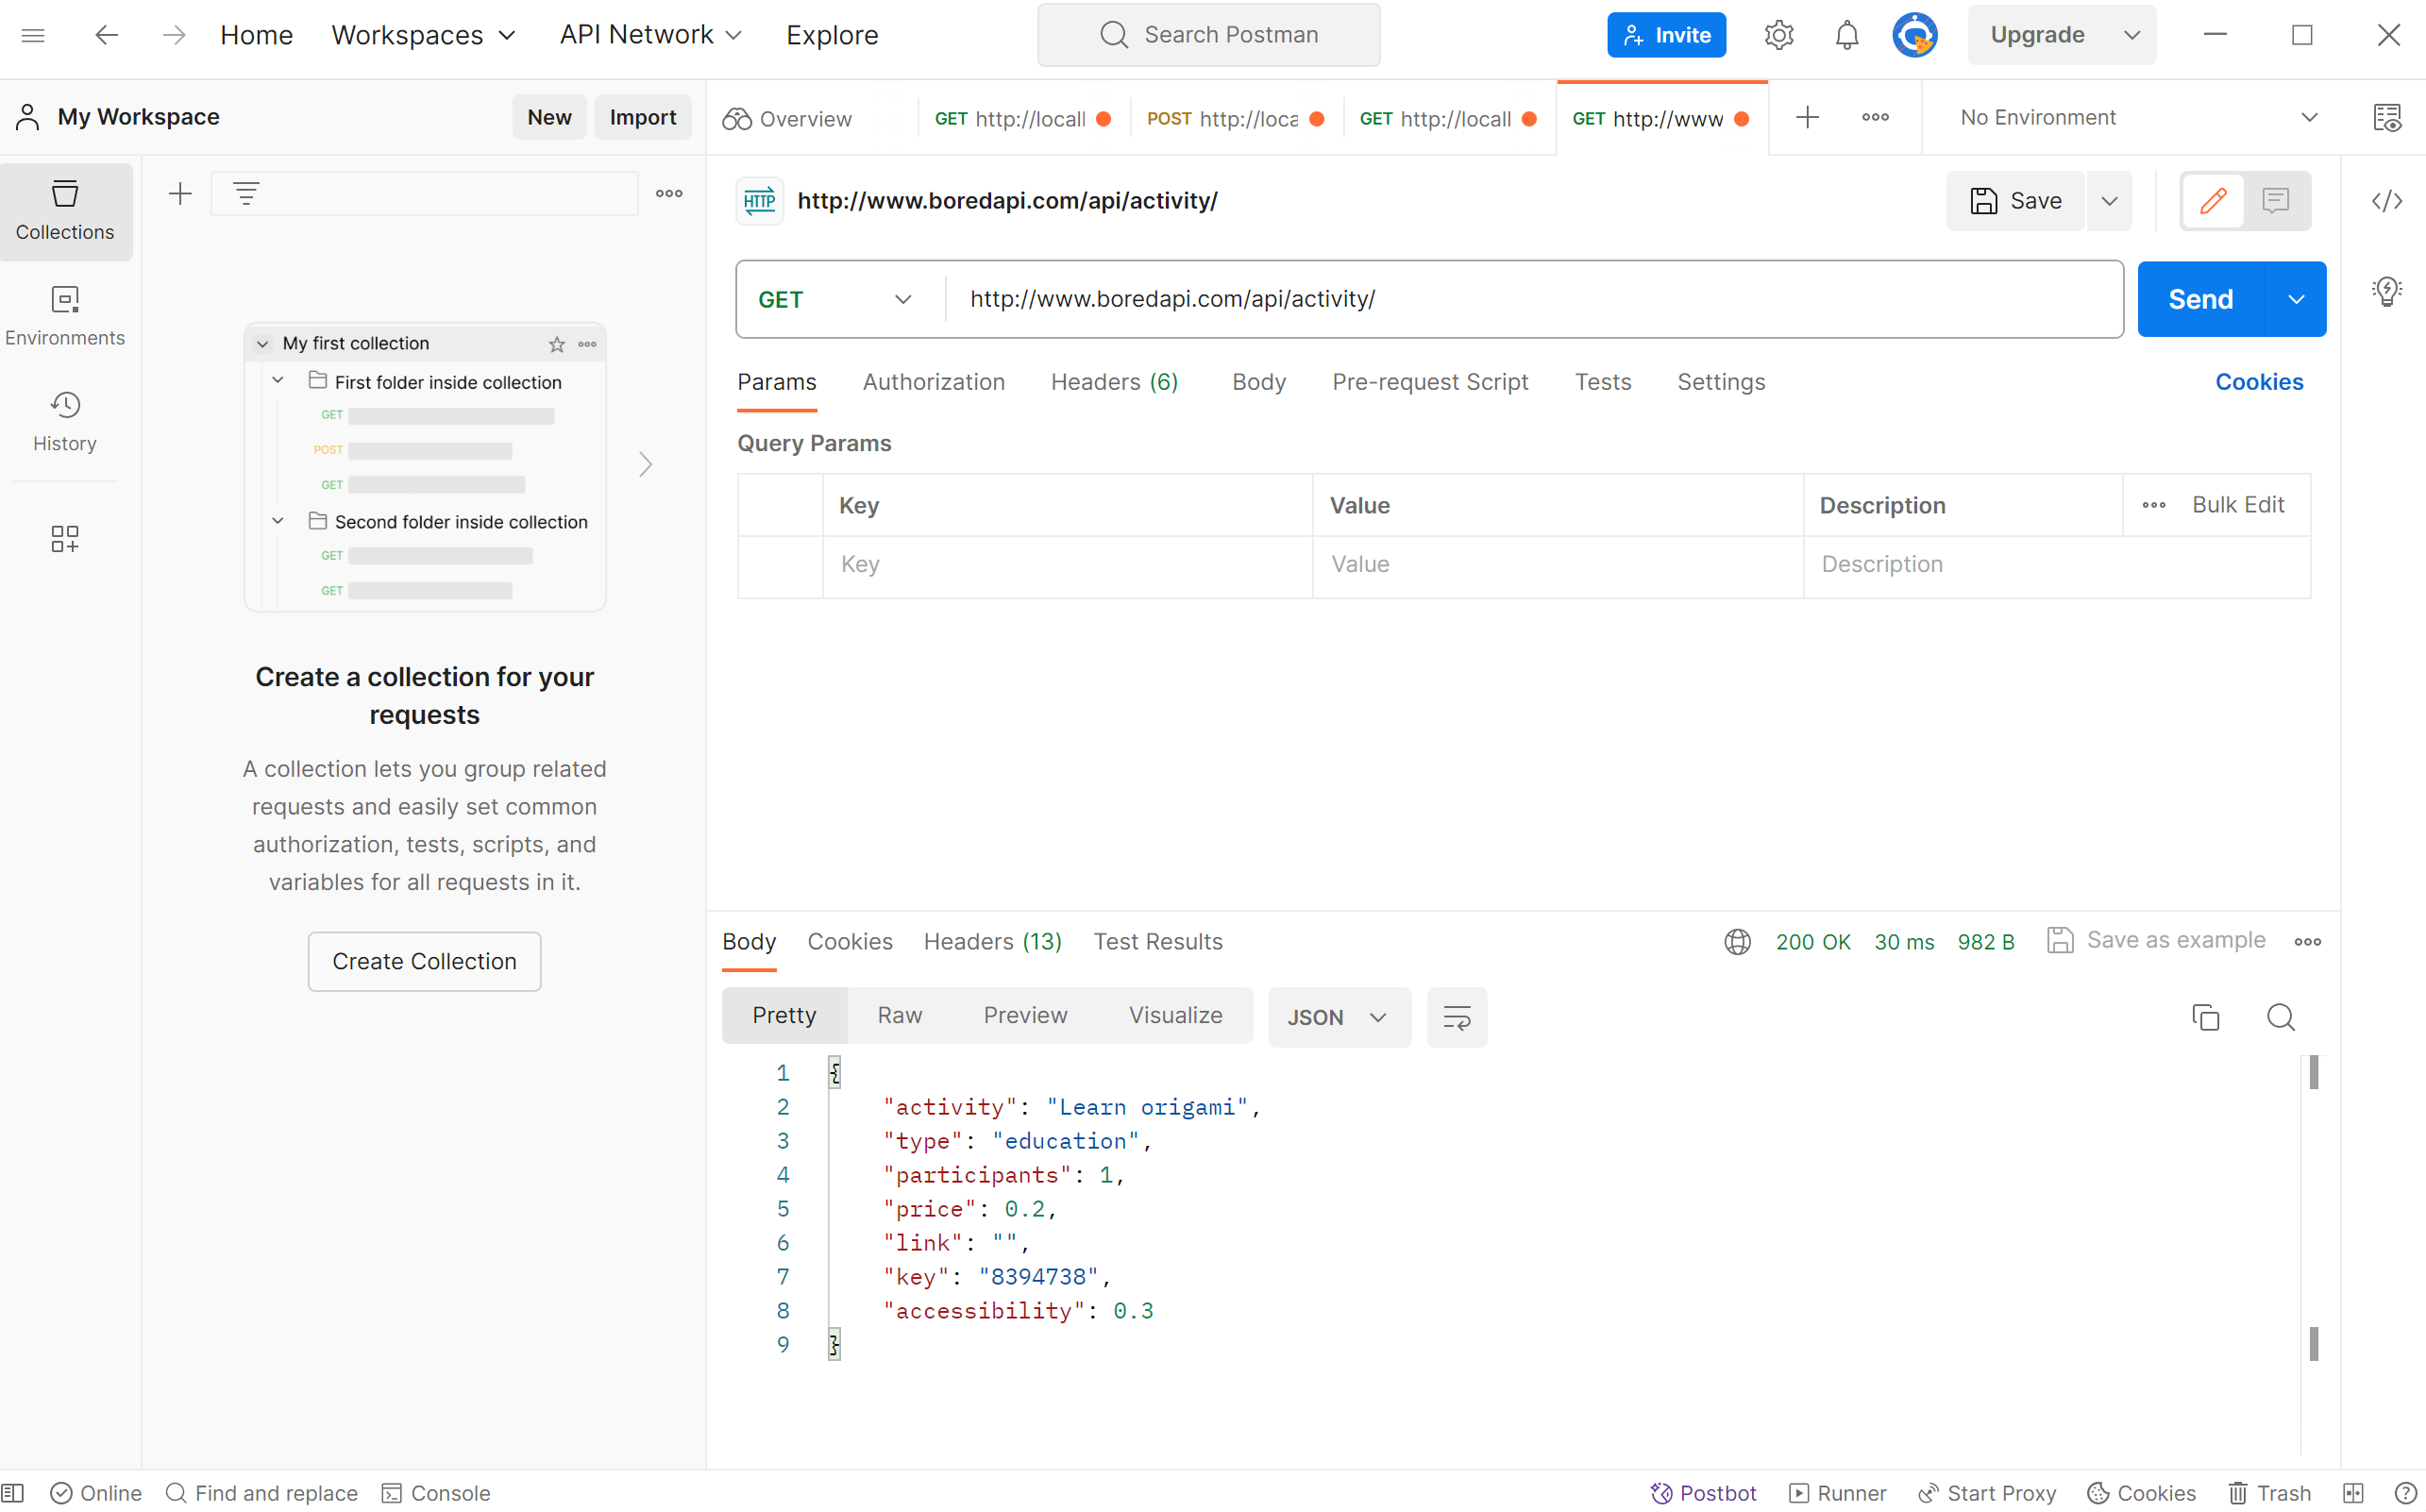 Home Workspaces API Network Explore Search Postman Invite Upgrade
My Workspace New Import
Overview GET http://locall POST http://loca GET http://locall GET http://www No Environment
Collections
Environments
History
My first collection
First folder inside collection
GET
POST
GET
Second folder inside collection
GET
GET
Create a collection for your
requests
A collection lets you group related
requests and easily set common
authorization, tests, scripts, and
variables for all requests in it.
Create Collection
HTTP http://www.boredapi.com/api/activity/ Save
GET http://www.boredapi.com/api/activity/ Send
Params Authorization Headers (6) Body Pre-request Script Tests Settings Cookies
Query Params
Key Value Description Bulk Edit
Key Value Description
Body Cookies Headers (13) Test Results 200 OK 30 ms 982 B Save as example
Pretty Raw Preview Visualize JSON
1 {
2 "activity": "Learn origami",
3 "type": "education",
4 "participants": 1,
5 "price": 0.2,
6 "link": "",
7 "key": "8394738",
8 "accessibility": 0.3
9 }
Online Find and replace Console Postbot Runner Start Proxy Cookies Trash